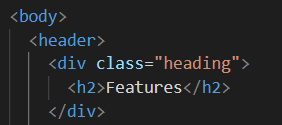 <body>
<header>
<div class="heading">
<h2>Features</h2>
</div>